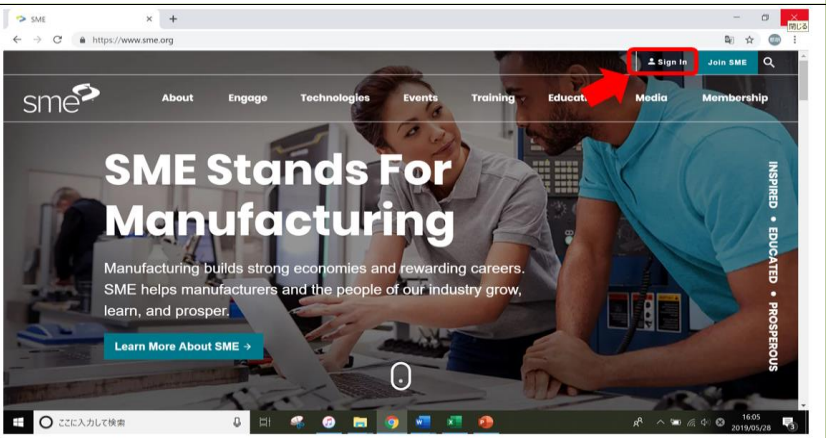 SME
https://www.sme.org
閉じる
Sign In
Join SME
sme
About
Engage
Technologies
Events
Training
Educati
Media
Membership
SME Stands For
Manufacturing
Manufacturing builds strong economies and rewarding careers.
SME helps manufacturers and the people of our industry grow,
learn, and prosper.
Learn More About SME →
INSPIRED • EDUCATED • PROSPEROUS
ここに入力して検索
16:05
2019/05/28